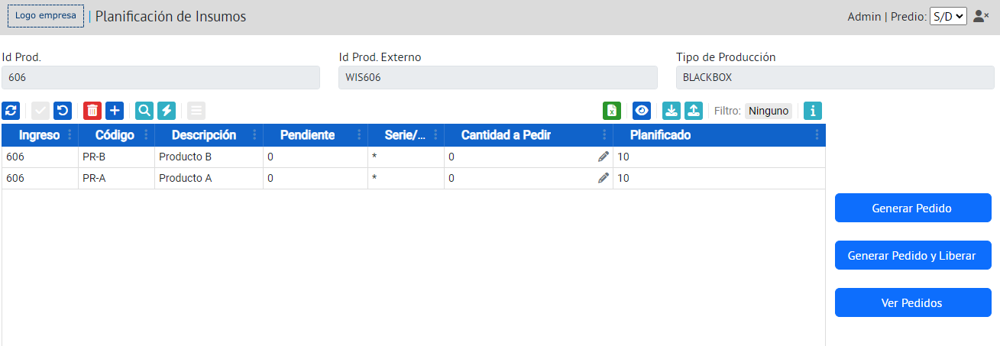 Logo empresa | Planificación de Insumos Admin | Predio: S/D
Id Prod. Id Prod. Externo Tipo de Producción
606 WIS606 BLACKBOX
Filtro: Ninguno
Ingreso Código Descripción Pendiente Serie/... Cantidad a Pedir Planificado
606 PR-B Producto B 0 * 0 10
606 PR-A Producto A 0 * 0 10
Generar Pedido
Generar Pedido y Liberar
Ver Pedidos